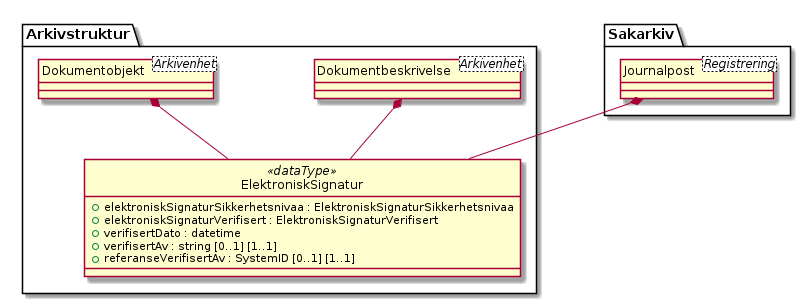 Arkivstruktur
Sakarkiv
Dokumentobjekt
Arkivenhet
Dokumentbeskrivelse
Arkivenhet
Journalpost
Registrering
«dataType»
ElektroniskSignatur
elektroniskSignaturSikkerhetsnivaa : ElektroniskSignaturSikkerhetsnivaa
elektroniskSignaturVerifisert : ElektroniskSignaturVerifisert
verifisertDato : datetime
verifisertAv : string [0..1] [1..1]
referanseVerifisertAv : SystemID [0..1] [1..1]